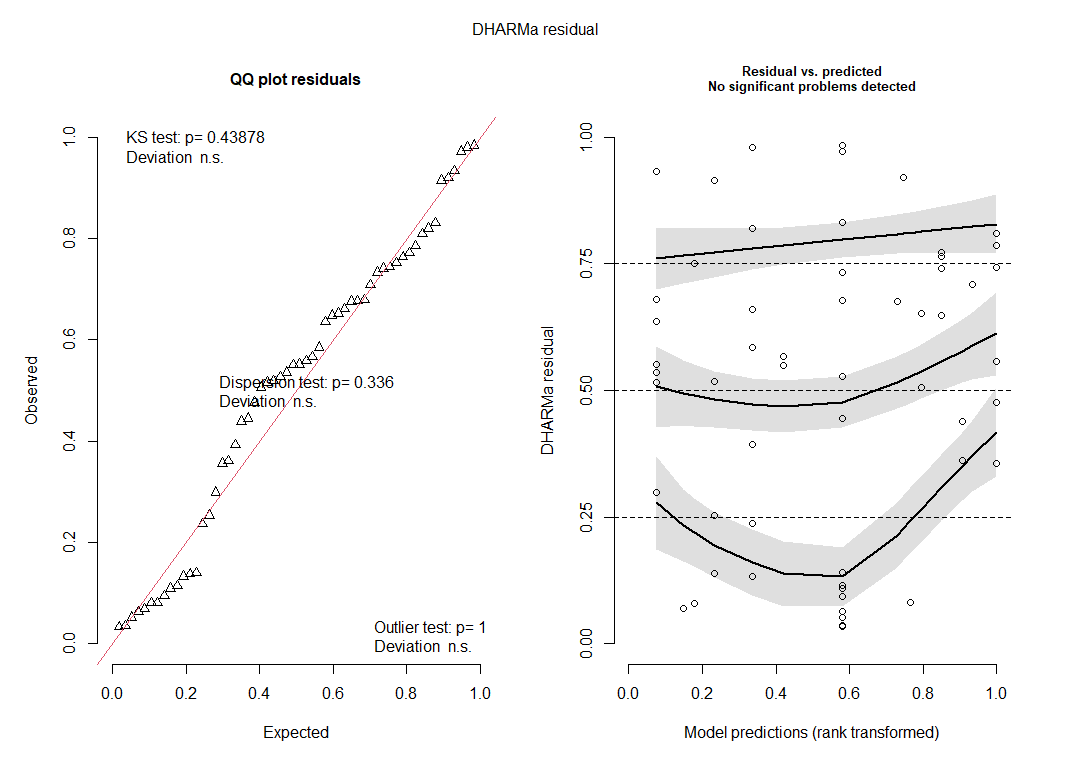 DHARMa residual
QQ plot residuals
KS test: p= 0.43878
Deviation n.s.
Dispersion test: p= 0.336
Deviation n.s.
Outlier test: p= 1
Deviation n.s.
Observed
0.0 0.2 0.4 0.6 0.8 1.0
0.0 0.2 0.4 0.6 0.8 1.0
Expected
Residual vs. predicted
No significant problems detected
DHARMa residual
0.00 0.25 0.50 0.75 1.00
0.0 0.2 0.4 0.6 0.8 1.0
Model predictions (rank transformed)